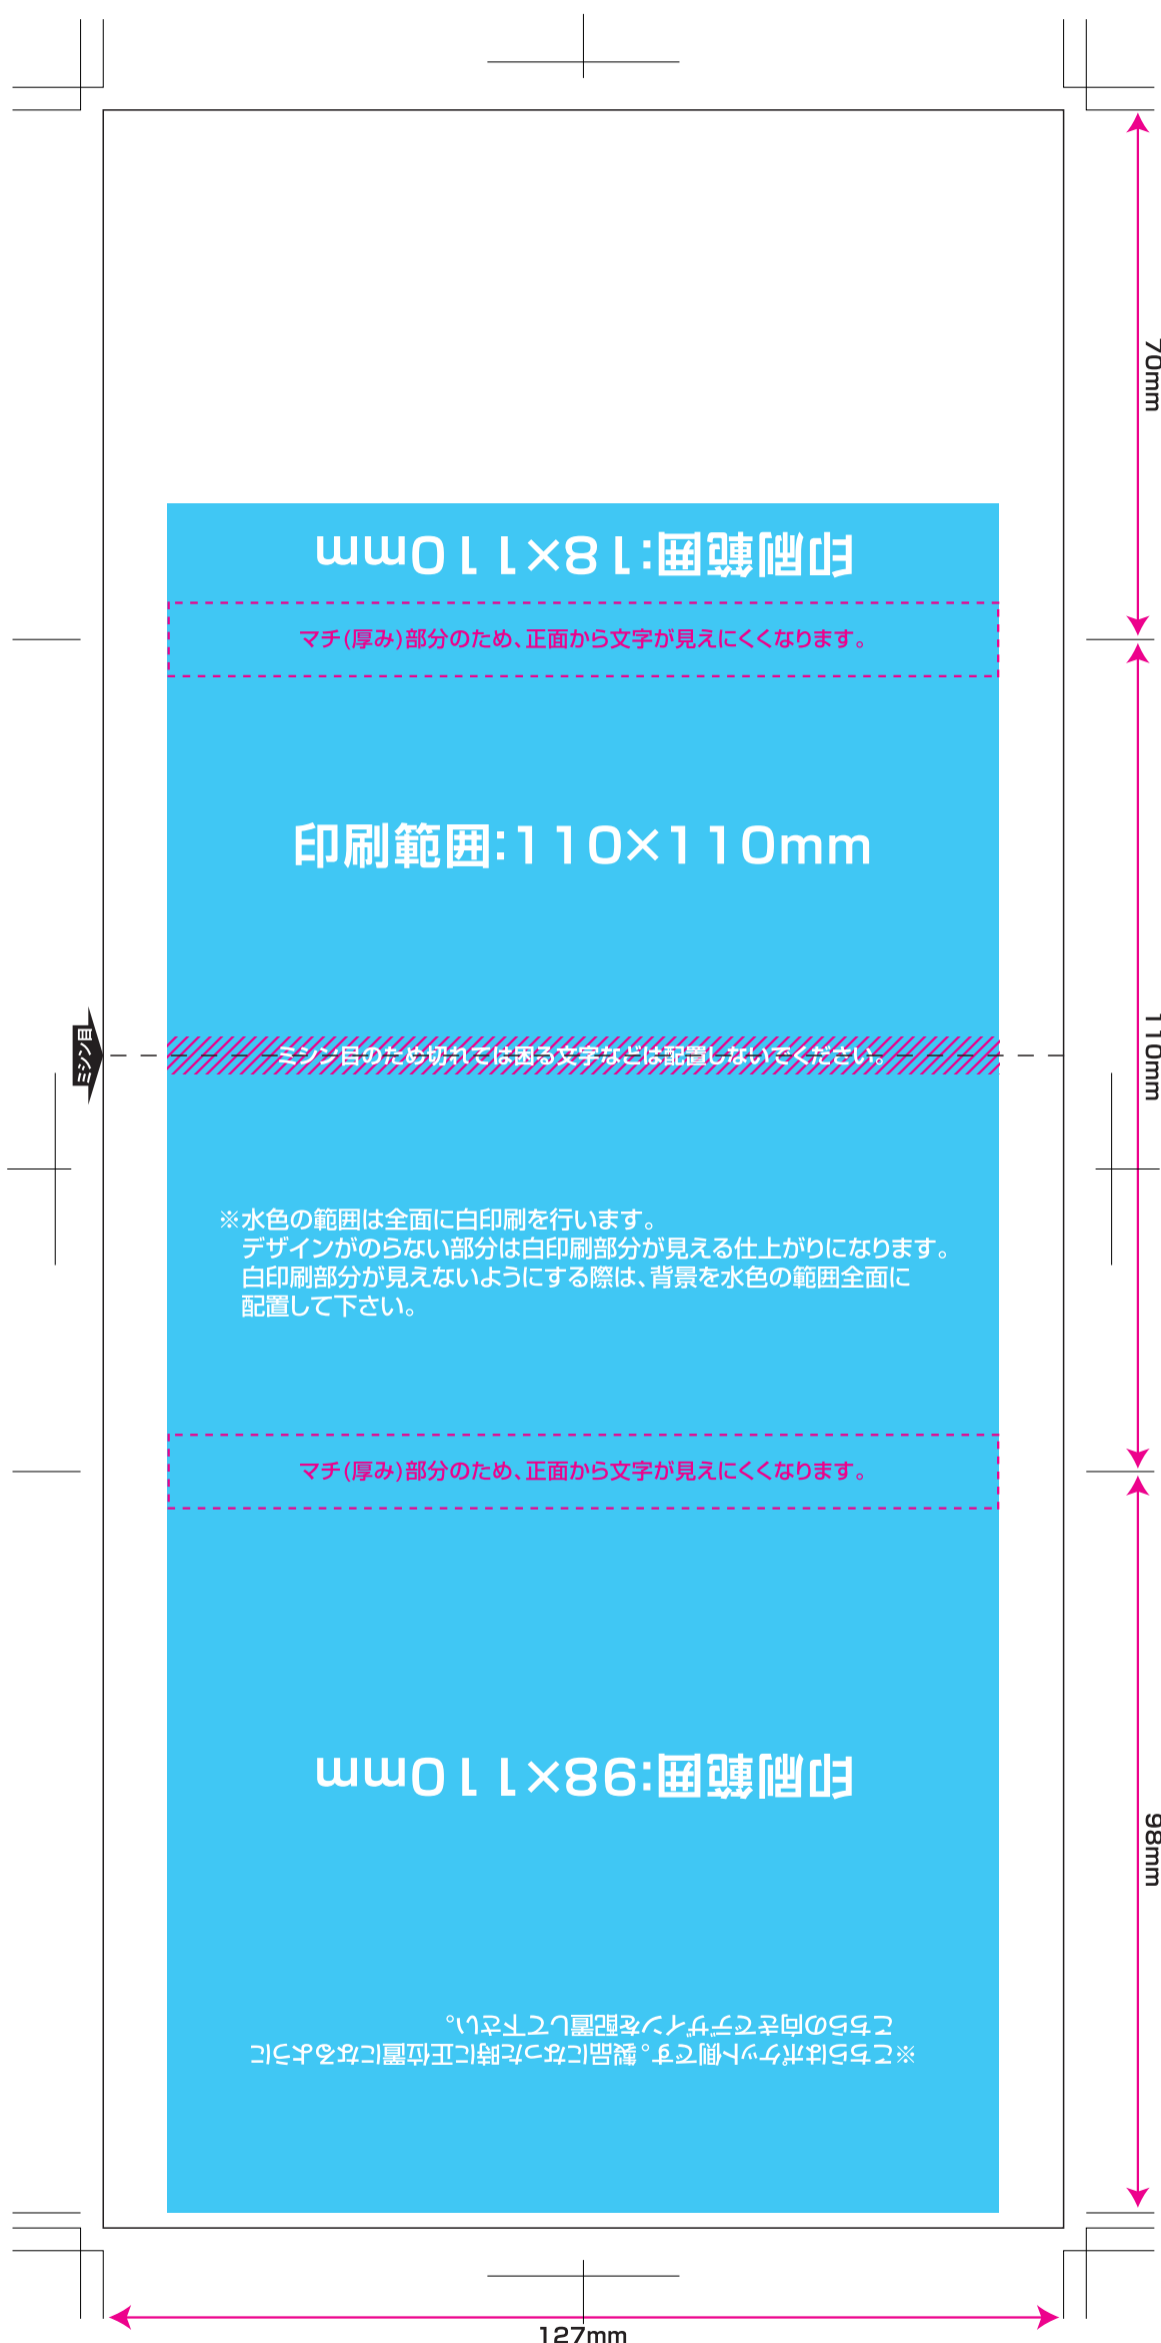 70mm
印刷範囲:18×110mm
マチ(厚み)部分のため、正面から文字が見えにくくなります。
印刷範囲:110×110mm
ミシン目
ミシン目のため切れては困る文字などは配置しないでください。
110mm
※水色の範囲は全面に白印刷を行います。
デザインがのらない部分は白印刷部分が見える仕上がりになります。
白印刷部分が見えないようにする際は、背景を水色の範囲全面に
配置して下さい。
マチ(厚み)部分のため、正面から文字が見えにくくなります。
印刷範囲:98×110mm
98mm
※こちらはポケット側です。製品になった時に正位置になるように
こちらの向きでデザインを配置して下さい。
127mm